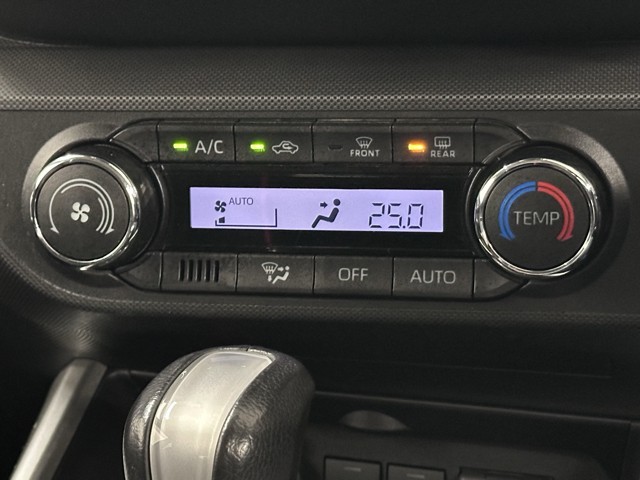 A/C
FRONT
REAR
AUTO
25.0
TEMP
OFF
AUTO